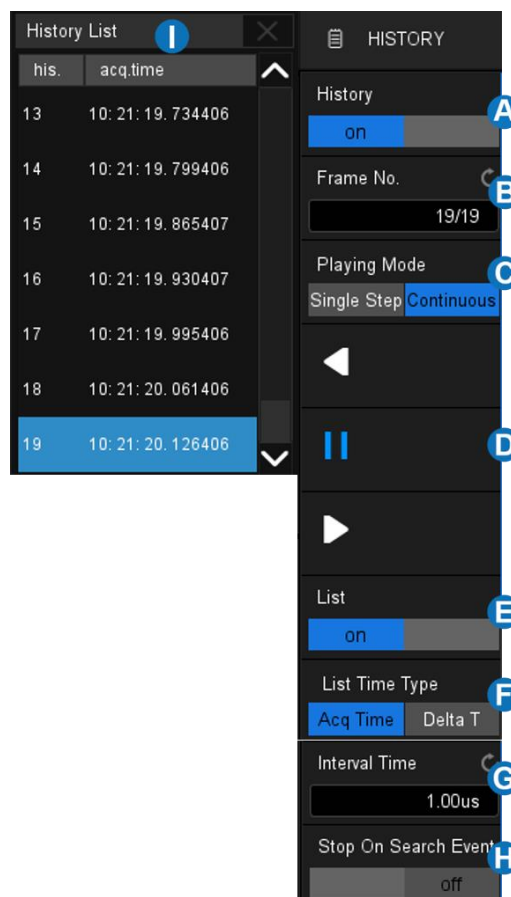 History List I
his. acq.time
13 10: 21: 19. 734406
14 10: 21: 19. 799406
15 10: 21: 19. 865407
16 10: 21: 19. 930407
17 10: 21: 19. 995406
18 10: 21: 20. 061406
19 10: 21: 20. 126406
HISTORY
History A
on
Frame No. B
19/19
Playing Mode C
Single Step Continuous
D
List E
on
List Time Type F
Acq Time Delta T
Interval Time G
1.00us
Stop On Search Event H
off